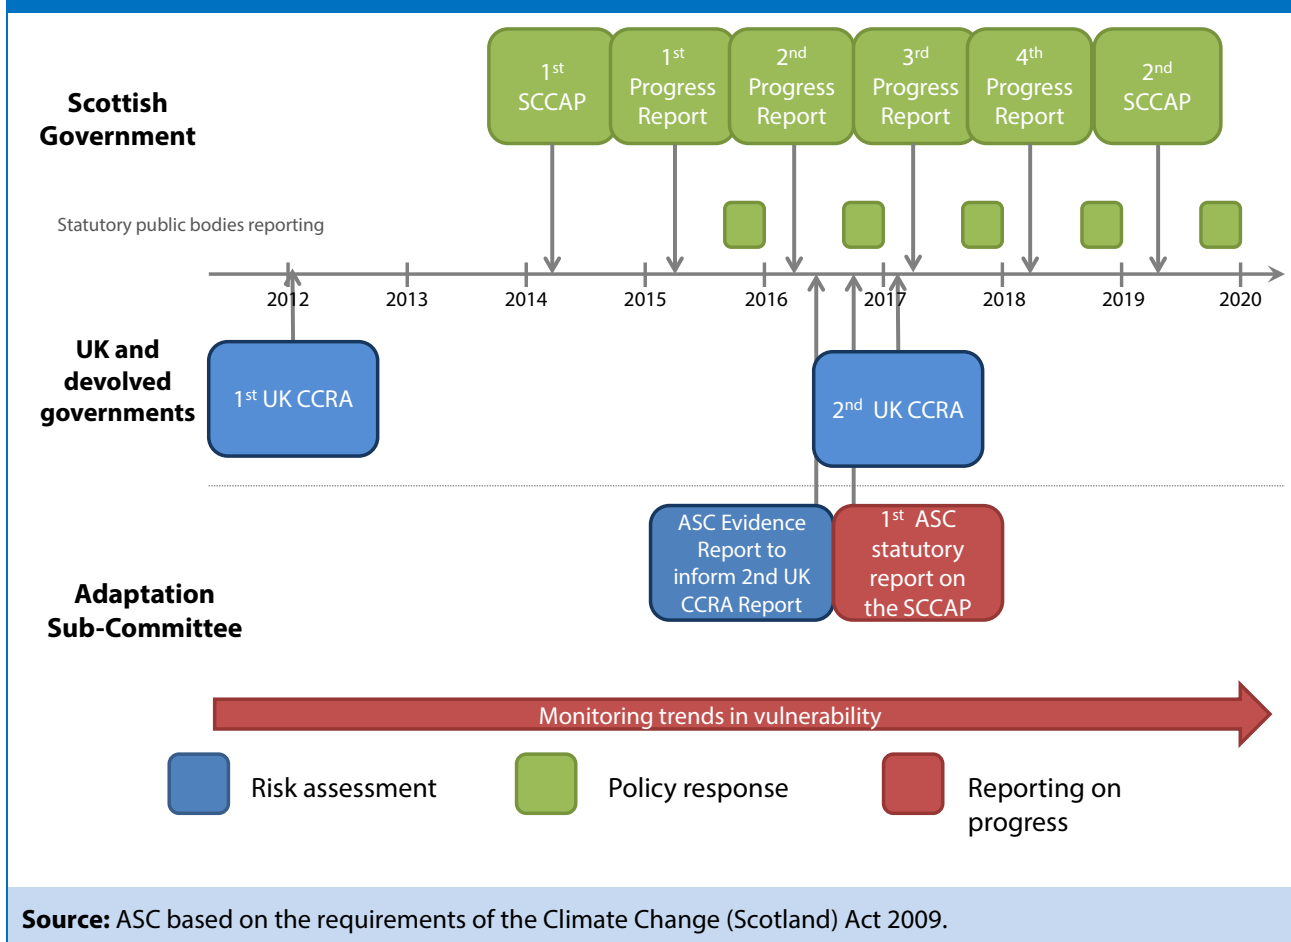 Scottish
Government
1st
SCCAP
1st
Progress
Report
2nd
Progress
Report
3rd
Progress
Report
4th
Progress
Report
2nd
SCCAP
Statutory public bodies reporting
2012 2013 2014 2015 2016 2017 2018 2019 2020
UK and
devolved
governments
1st UK CCRA
2nd UK CCRA
Adaptation
Sub-Committee
ASC Evidence
Report to
inform 2nd UK
CCRA Report
1st ASC
statutory
report on
the SCCAP
Monitoring trends in vulnerability
Risk assessment
Policy response
Reporting on
progress
Source: ASC based on the requirements of the Climate Change (Scotland) Act 2009.